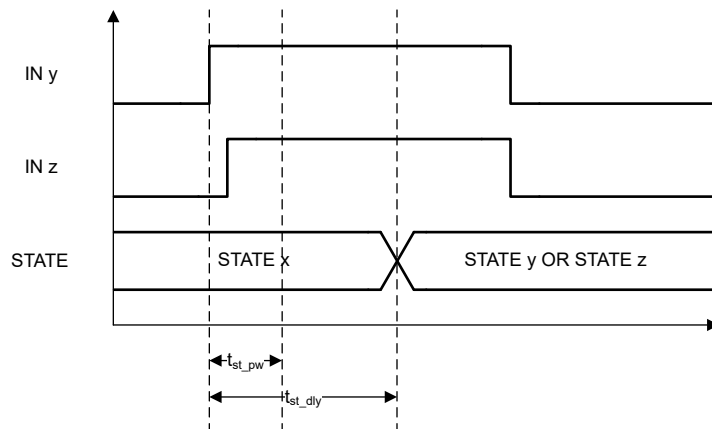 IN y
IN z
STATE
STATE x
STATE y OR STATE z
tst_pw
tst_dly